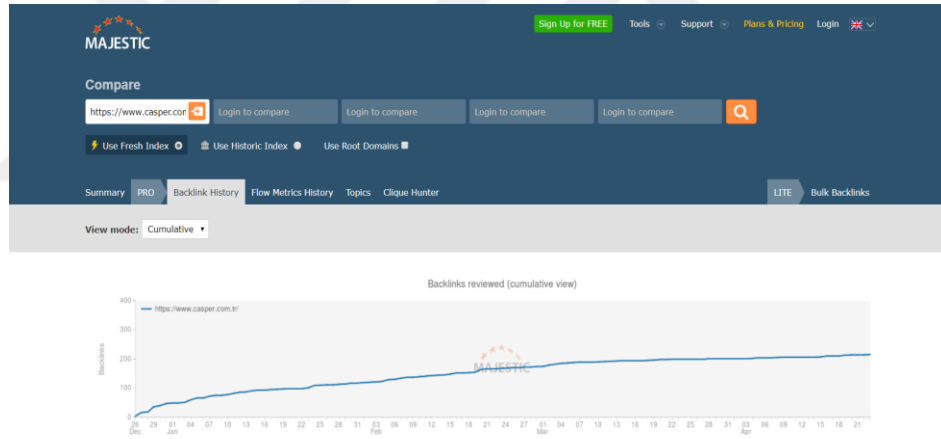 MAJESTIC
Sign Up for FREE Tools Support Plans & Pricing Login
Compare
https://www.casper.cor Login to compare Login to compare Login to compare Login to compare
Use Fresh Index Use Historic Index Use Root Domains
Summary PRO Backlink History Flow Metrics History Topics Clique Hunter LITE Bulk Backlinks
View mode: Cumulative
Backlinks reviewed (cumulative view)
https://www.casper.com.tr/
Backlinks
400
300
200
100
0
MAJESTIC
26 29 01 04 07 10 13 16 19 22 25 28 31 03 06 09 12 15 18 21 24 27 01 04 07 10 13 16 19 22 25 28 31 03 06 09 12 15 18 21
Dec Jan Feb Mar Apr